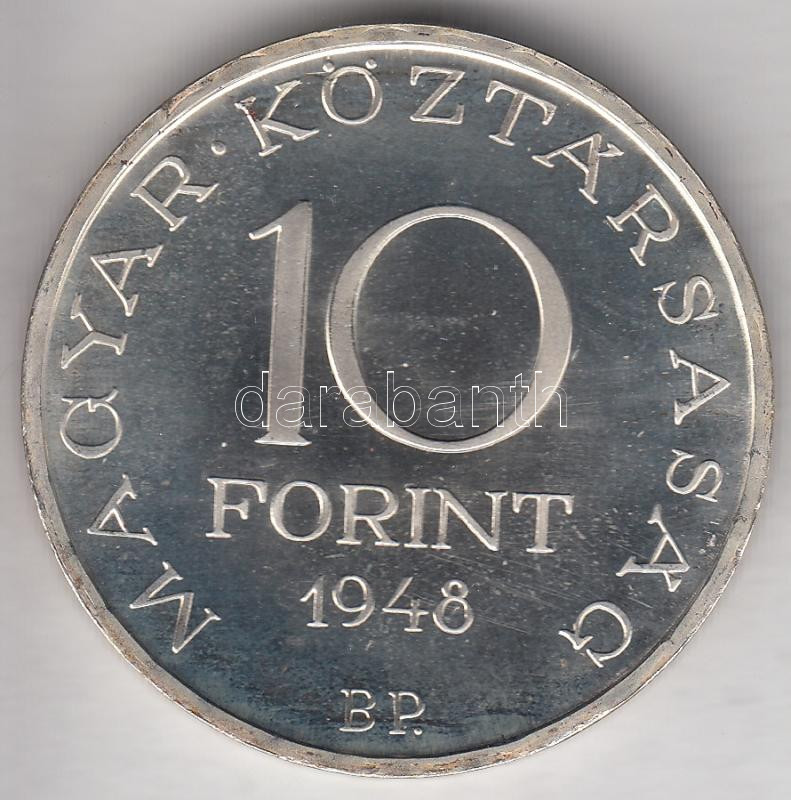 MAGYAR · KÖZTÁRSASÁG
10
darabanth
FORINT
1948
BP.